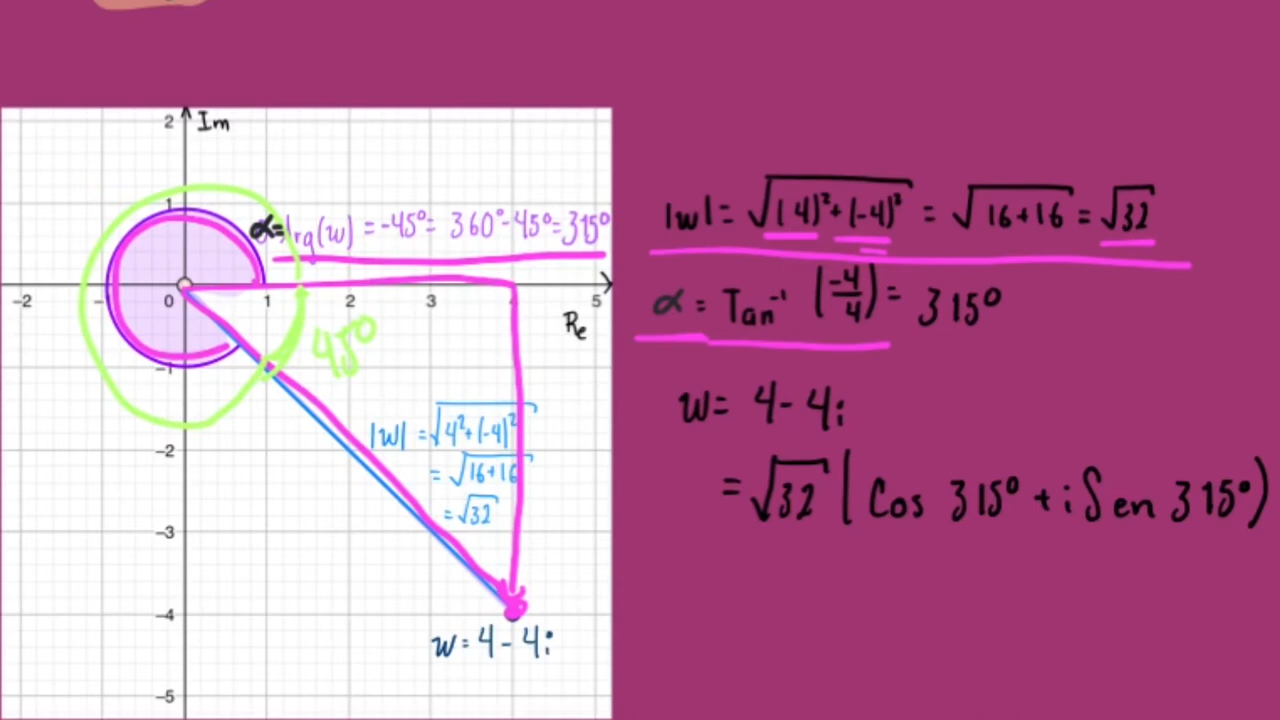 2
Im
1
α = Arg(w) = -45° = 360° - 45° = 315°
-2
0
1
2
3
5
Re
-1
45°
|w| = √4² + (-4)²
-2
= √16+16
= √32
-3
-4
w = 4 - 4i
-5
|w| = √(4)² + (-4)² = √16+16 = √32
α = Tan⁻¹ (-4/4) = 315°
w = 4 - 4i
= √32 ( Cos 315° + i Sen 315° )